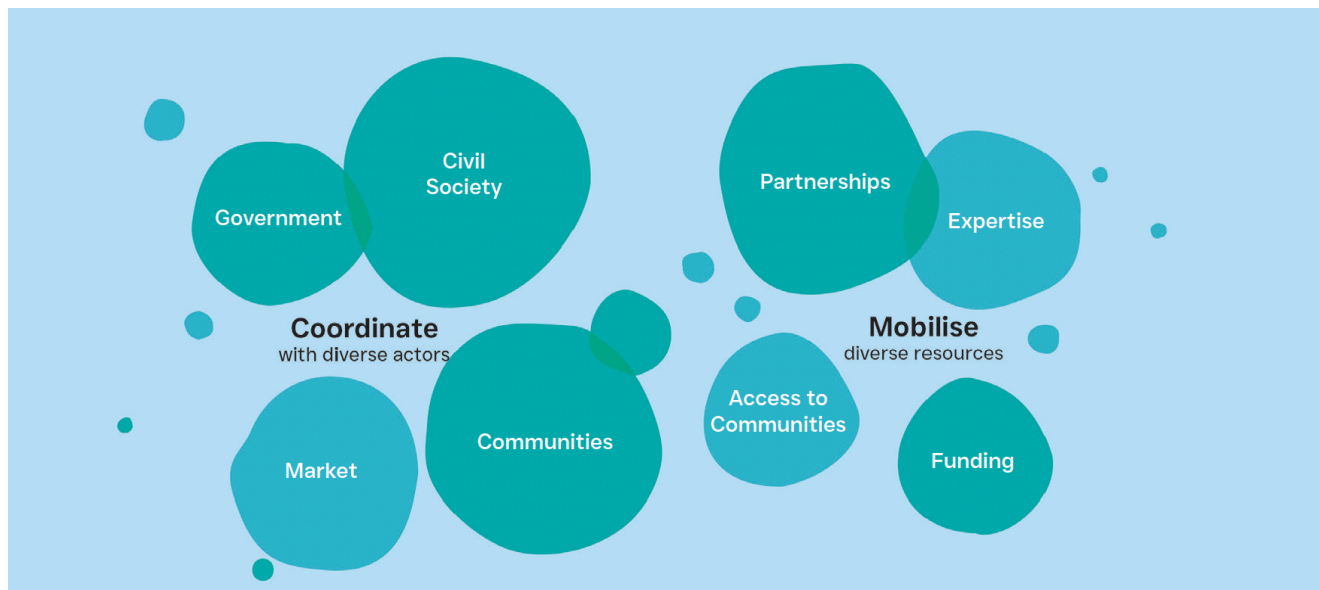 Civil
Society
Government
Coordinate
with diverse actors
Market
Communities
Partnerships
Expertise
Mobilise
diverse resources
Access to
Communities
Funding